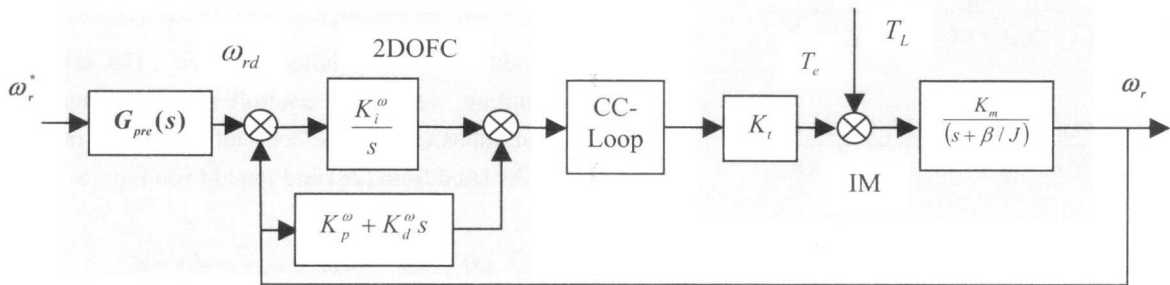 ω_r^*
G_pre(s)
ω_rd
2DOFC
K_i^ω / s
K_p^ω + K_d^ω s
CC-
Loop
K_t
T_e
T_L
IM
K_m / (s + β / J)
ω_r